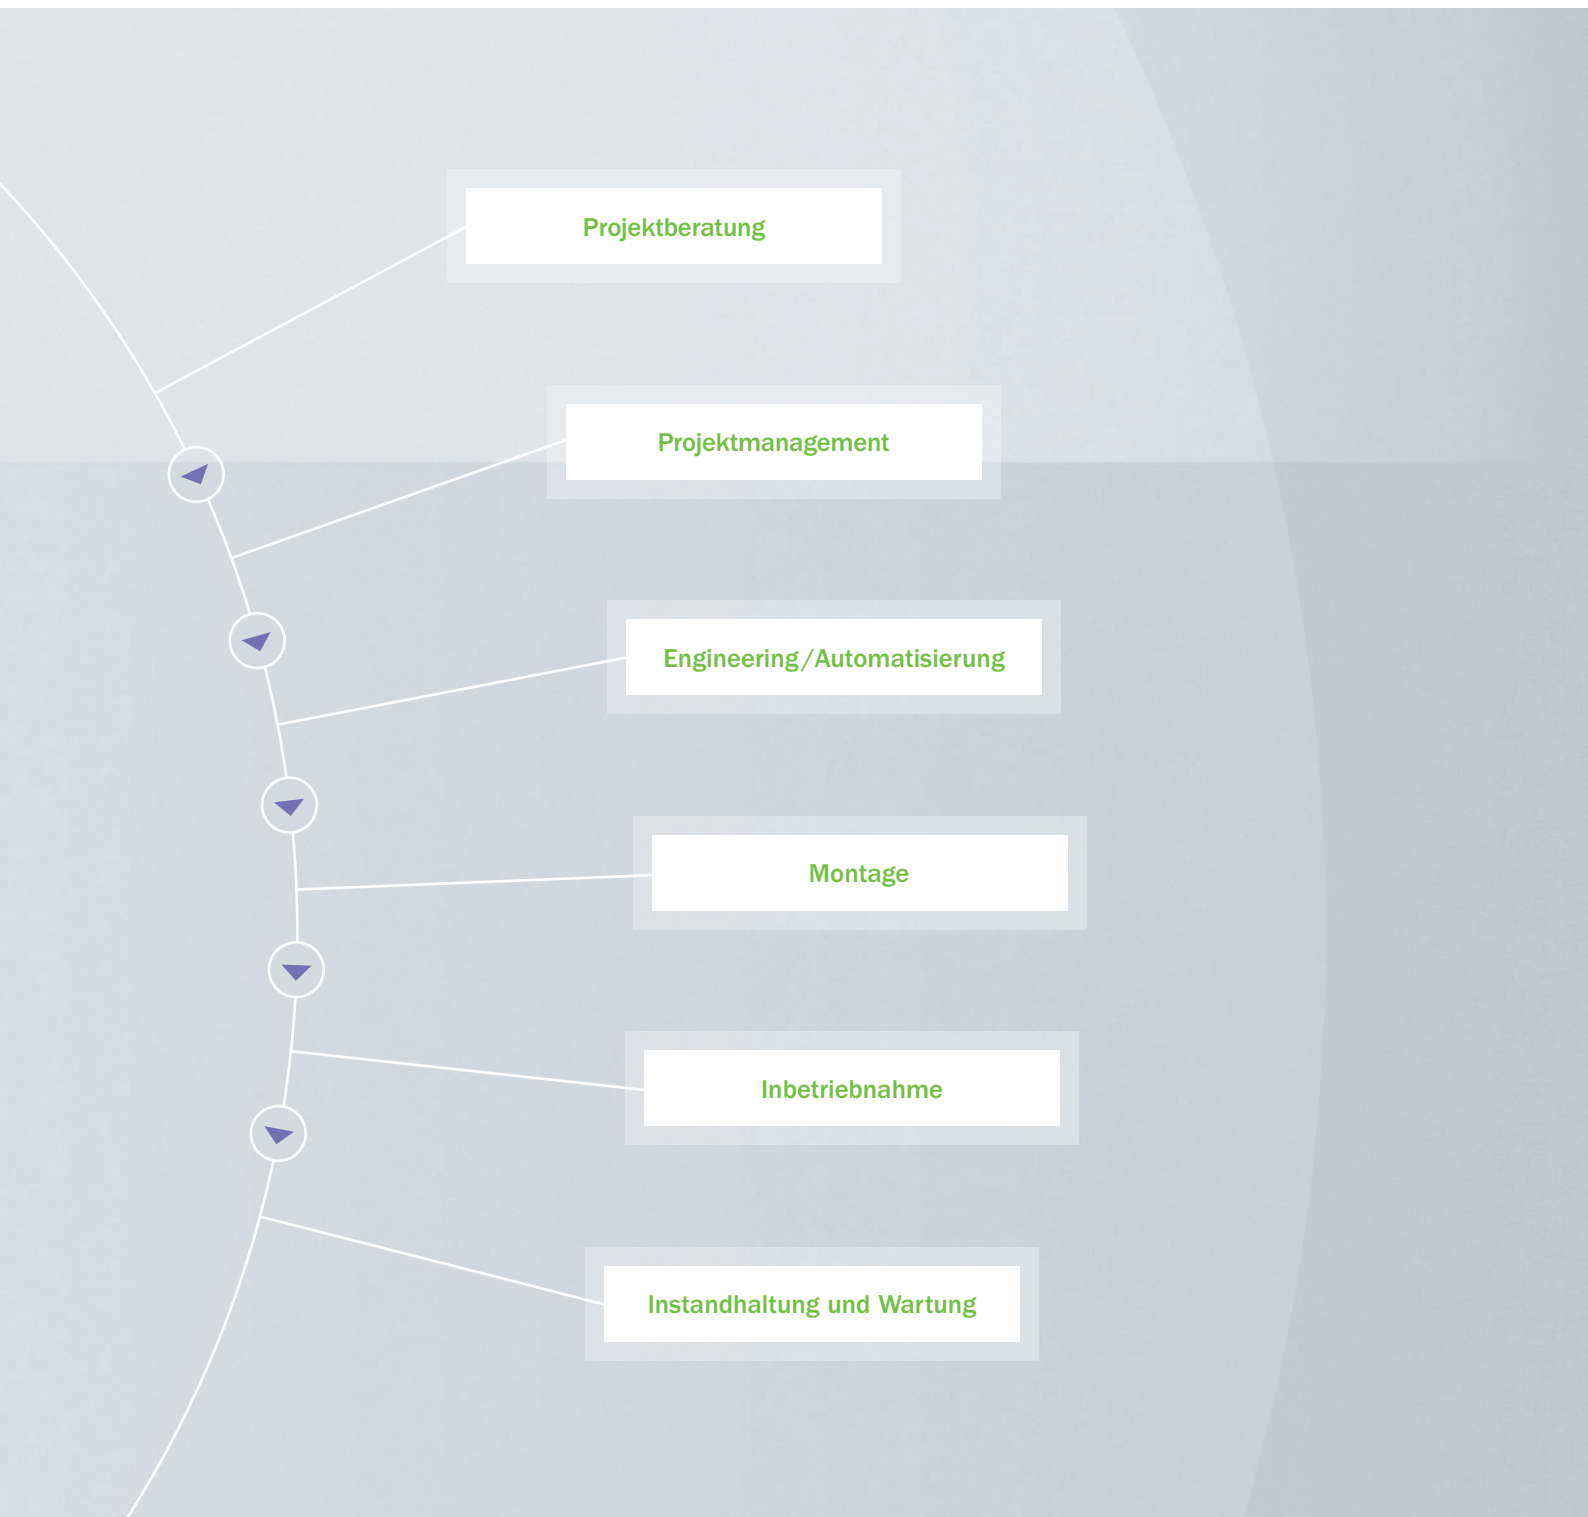 Projektberatung
Projektmanagement
Engineering/Automatisierung
Montage
Inbetriebnahme
Instandhaltung und Wartung